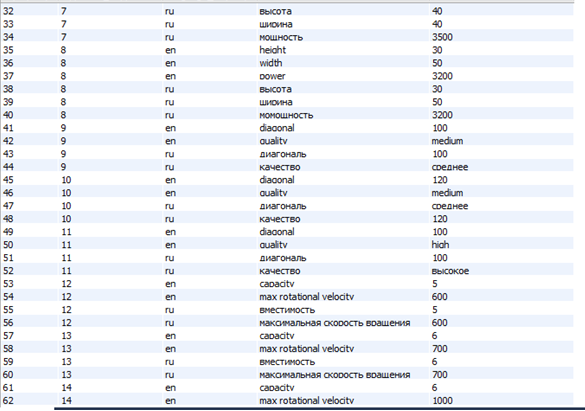 32 7 ru высота 40
33 7 ru ширина 40
34 7 ru мощность 3500
35 8 en height 30
36 8 en width 50
37 8 en power 3200
38 8 ru высота 30
39 8 ru ширина 50
40 8 ru момощность 3200
41 9 en diagonal 100
42 9 en quality medium
43 9 ru диагональ 100
44 9 ru качество среднее
45 10 en diagonal 120
46 10 en quality medium
47 10 ru диагональ среднее
48 10 ru качество 120
49 11 en diagonal 100
50 11 en quality high
51 11 ru диагональ 100
52 11 ru качество высокое
53 12 en capacity 5
54 12 en max rotational velocity 600
55 12 ru вместимость 5
56 12 ru максимальная скорость вращения 600
57 13 en capacity 6
58 13 en max rotational velocity 700
59 13 ru вместимость 6
60 13 ru максимальная скорость вращения 700
61 14 en capacity 6
62 14 en max rotational velocity 1000